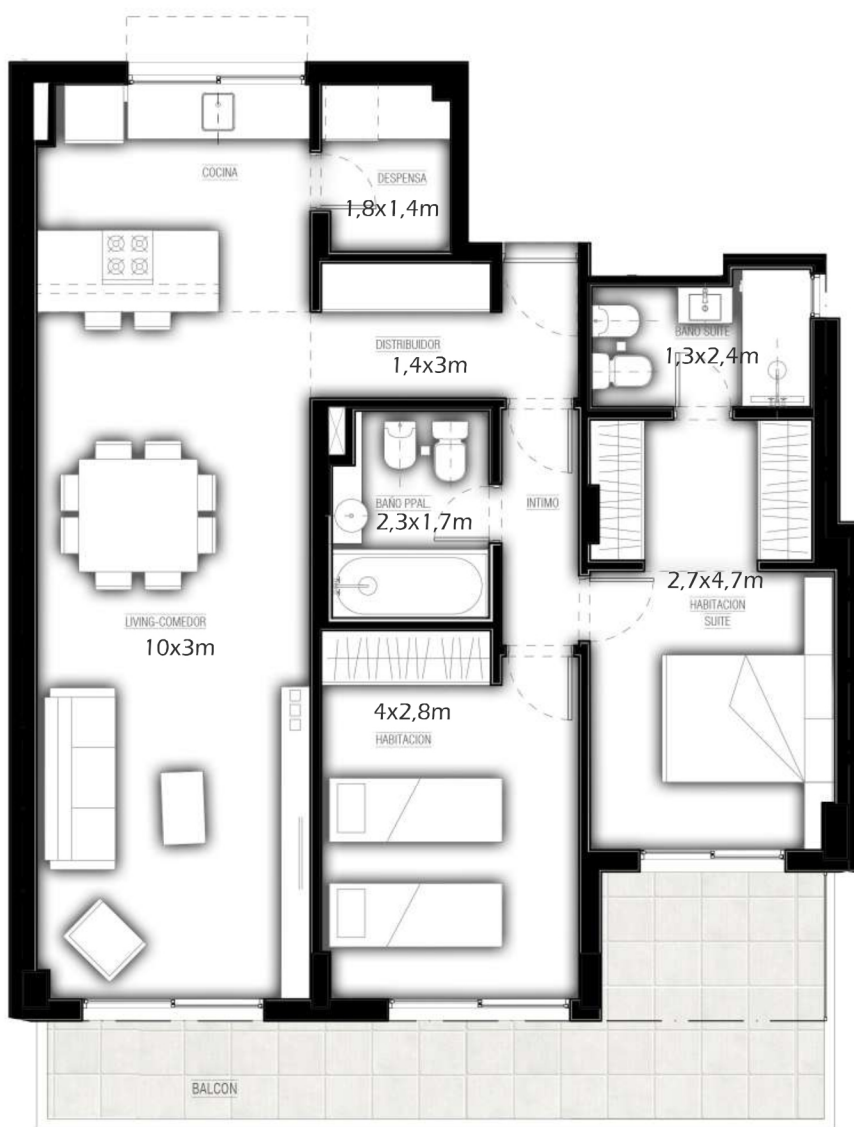 COCINA
DESPENSA
1,8x1,4m
DISTRIBUIDOR
1,4x3m
BAÑO SUITE
1,3x2,4m
BAÑO PPAL.
2,3x1,7m
INTIMO
2,7x4,7m
HABITACION
SUITE
LIVING-COMEDOR
10x3m
4x2,8m
HABITACION
BALCON